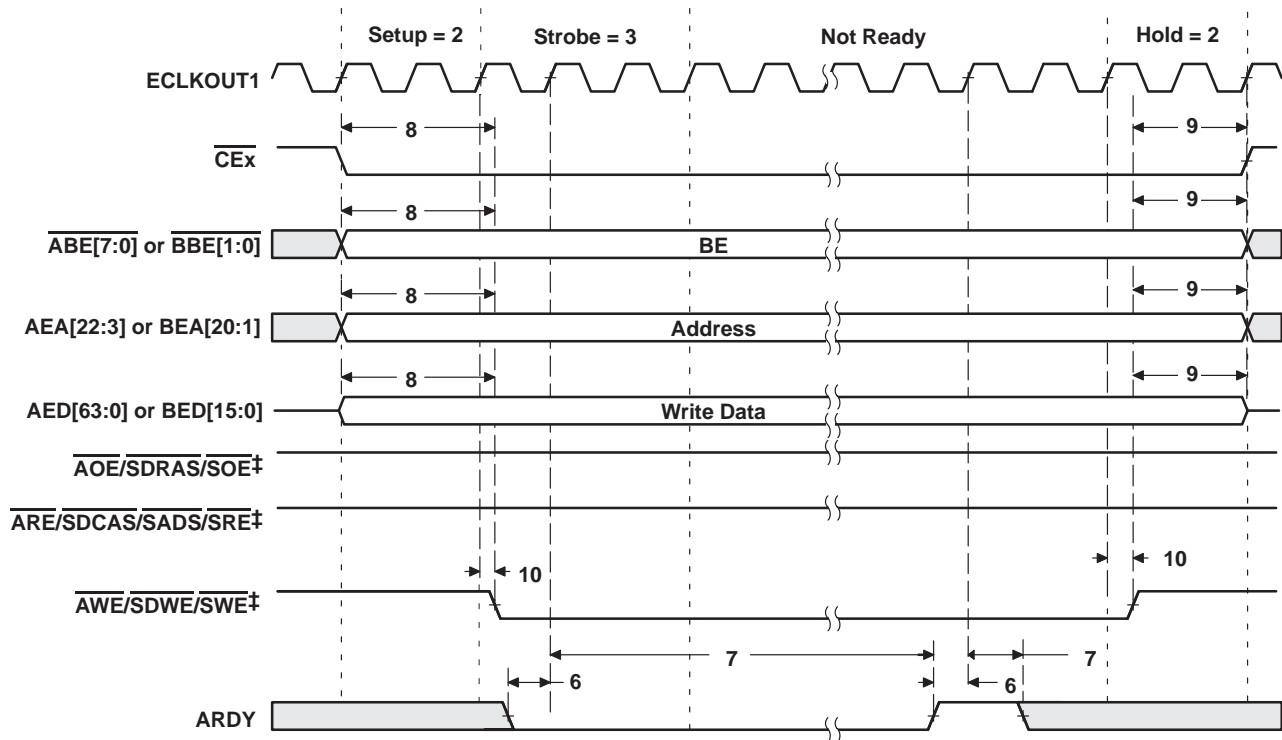 Setup = 2 Strobe = 3 Not Ready Hold = 2
ECLKOUT1
8 9
CEx
8 9
ABE[7:0] or BBE[1:0] BE
8 9
AEA[22:3] or BEA[20:1] Address
8 9
AED[63:0] or BED[15:0] Write Data
AOE/SDRAS/SOE‡
ARE/SDCAS/SADS/SRE‡
10 10
AWE/SDWE/SWE‡
7 7
6 6
ARDY